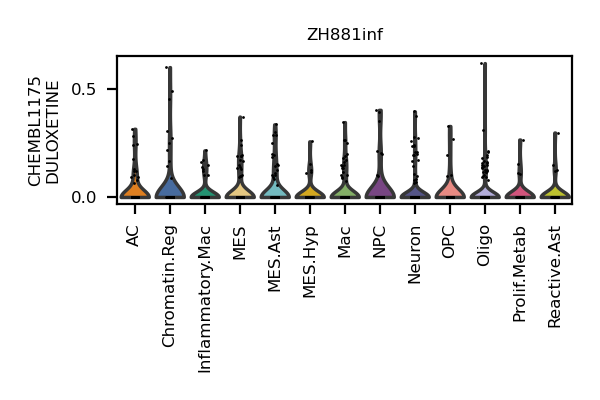 ZH881inf
CHEMBL1175
DULOXETINE
0.5
0.0
AC
Chromatin.Reg
Inflammatory.Mac
MES
MES.Ast
MES.Hyp
Mac
NPC
Neuron
OPC
Oligo
Prolif.Metab
Reactive.Ast